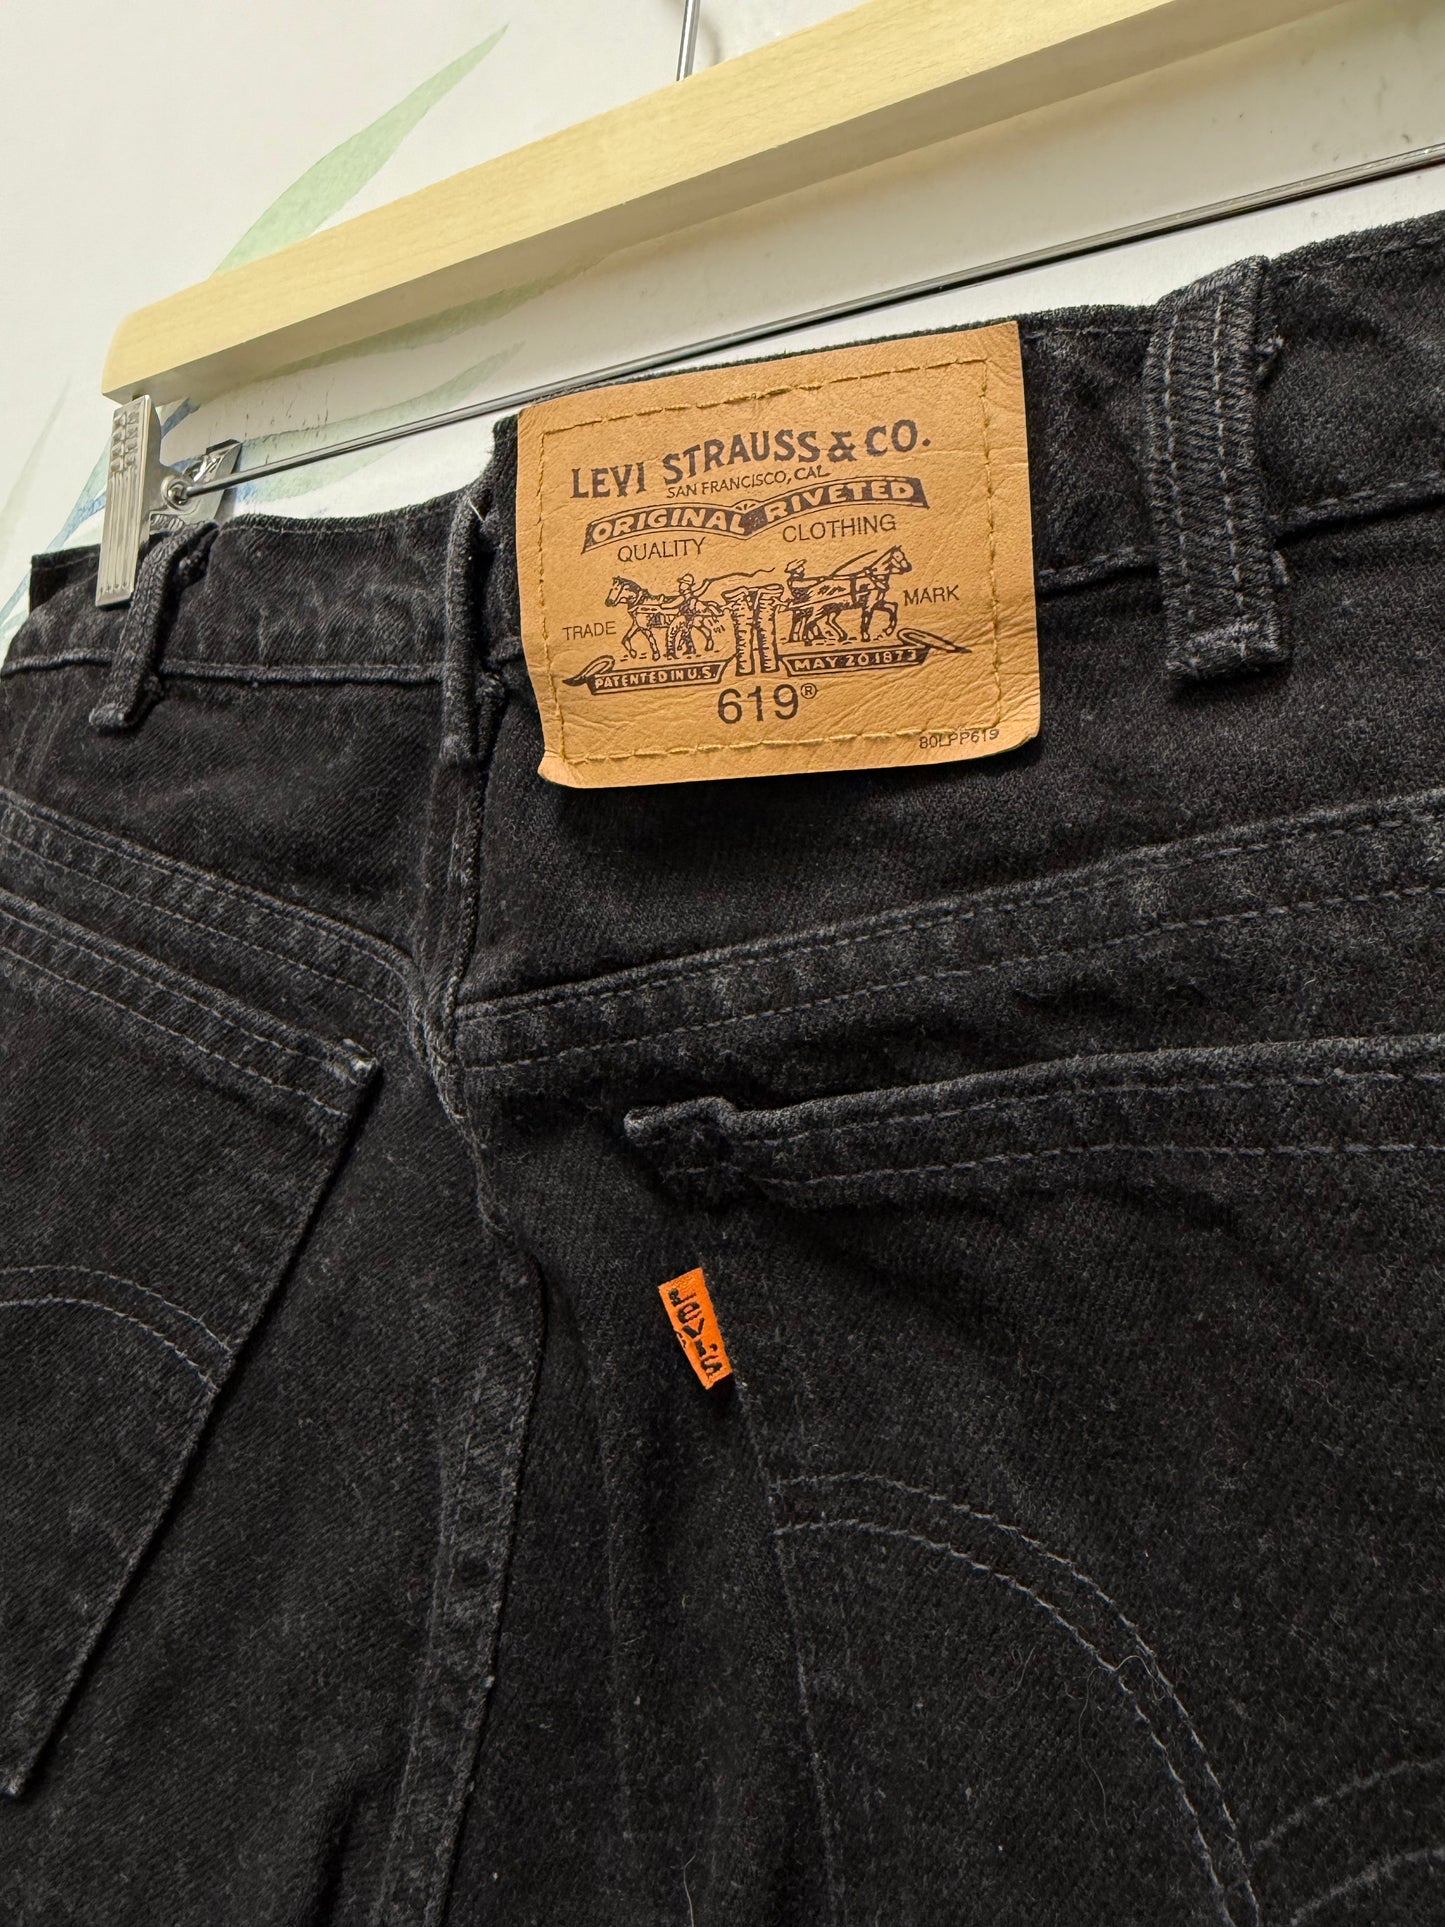 LEVI STRAUSS & CO.
SAN FRANCISCO, CAL
ORIGINAL RIVETED
QUALITY CLOTHING
TRADE MARK
PATENTED IN U.S. MAY 20 1873
619®
80LPP619
LEVI'S